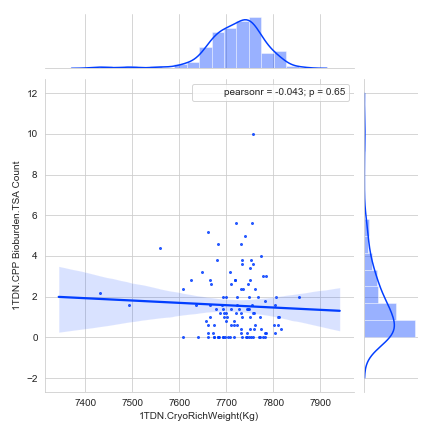 pearsonr = -0.043; p = 0.65
12
10
8
6
4
2
0
−2
1TDN.CPP Bioburden.TSA Count
7400 7500 7600 7700 7800 7900
1TDN.CryoRichWeight(Kg)